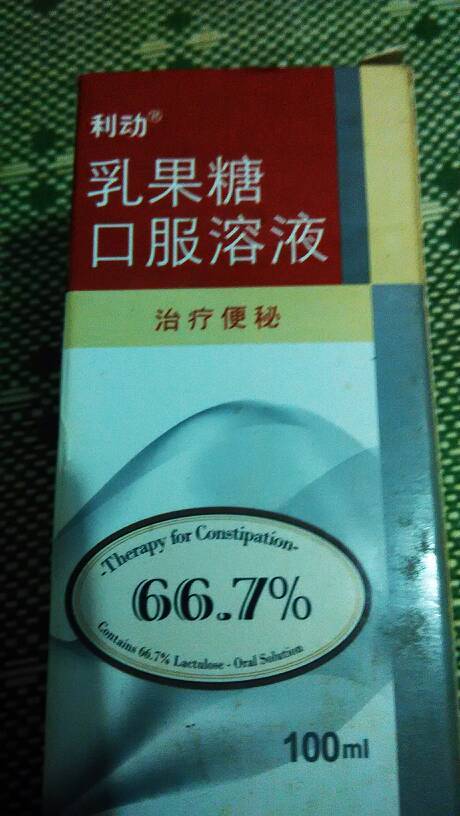 利动®
乳果糖
口服溶液
治疗便秘
-Therapy for Constipation-
66.7%
Contains 66.7% Lactulose - Oral Solution
100ml